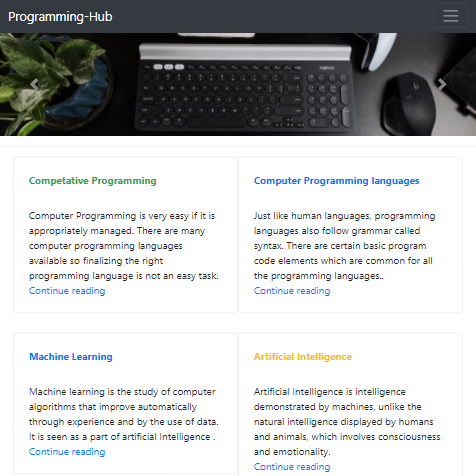 Programming-Hub
Competative Programming
Computer Programming is very easy if it is
appropriately managed. There are many
computer programming languages
available so finalizing the right
programming language is not an easy task.
Continue reading
Computer Programming languages
Just like human languages, programming
languages also follow grammar called
syntax. There are certain basic program
code elements which are common for all
the programming languages..
Continue reading
Machine Learning
Machine learning is the study of computer
algorithms that improve automatically
through experience and by the use of data.
It is seen as a part of artificial Intelligence .
Continue reading
Artificial Intelligence
Artificial Intelligence is intelligence
demonstrated by machines, unlike the
natural intelligence displayed by humans
and animals, which involves consciousness
and emotionality.
Continue reading